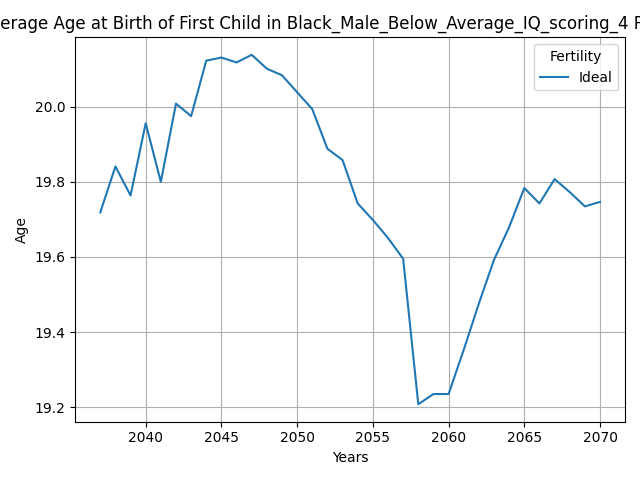 erage Age at Birth of First Child in Black_Male_Below_Average_IQ_scoring_4
Fertility
Ideal
20.0
19.8
19.6
19.4
19.2
Age
2040 2045 2050 2055 2060 2065 2070
Years